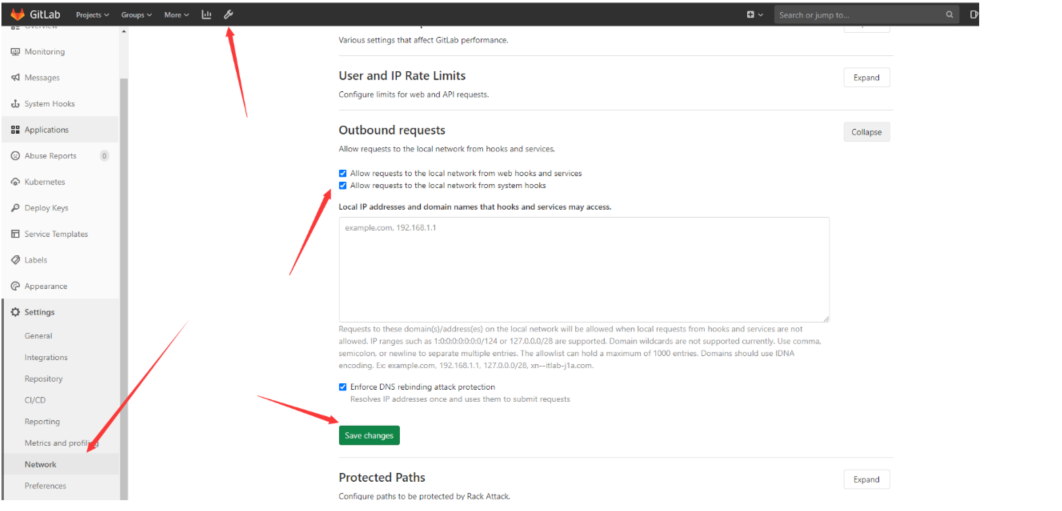 GitLab Projects Groups More Search or jump to...
Overview
Monitoring
Messages
System Hooks
Applications
Abuse Reports 0
Kubernetes
Deploy Keys
Service Templates
Labels
Appearance
Settings
General
Integrations
Repository
CI/CD
Reporting
Metrics and profiling
Network
Preferences
Various settings that affect GitLab performance.
User and IP Rate Limits
Expand
Configure limits for web and API requests.
Outbound requests
Collapse
Allow requests to the local network from hooks and services.
Allow requests to the local network from web hooks and services
Allow requests to the local network from system hooks
Local IP addresses and domain names that hooks and services may access.
example.com, 192.168.1.1
Requests to these domain(s)/address(es) on the local network will be allowed when local requests from hooks and services are not
allowed. IP ranges such as 1:0:0:0:0:0:0:0/124 or 127.0.0.0/28 are supported. Domain wildcards are not supported currently. Use comma,
semicolon, or newline to separate multiple entries. The allowlist can hold a maximum of 1000 entries. Domains should use IDNA
encoding. Ex: example.com, 192.168.1.1, 127.0.0.0/28, xn--itlab-j1a.com.
Enforce DNS rebinding attack protection
Resolves IP addresses once and uses them to submit requests
Save changes
Protected Paths
Expand
Configure paths to be protected by Rack Attack.